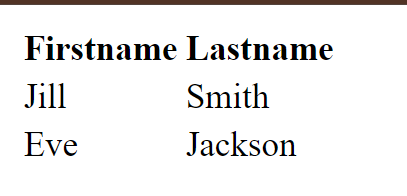 Firstname Lastname
Jill Smith
Eve Jackson